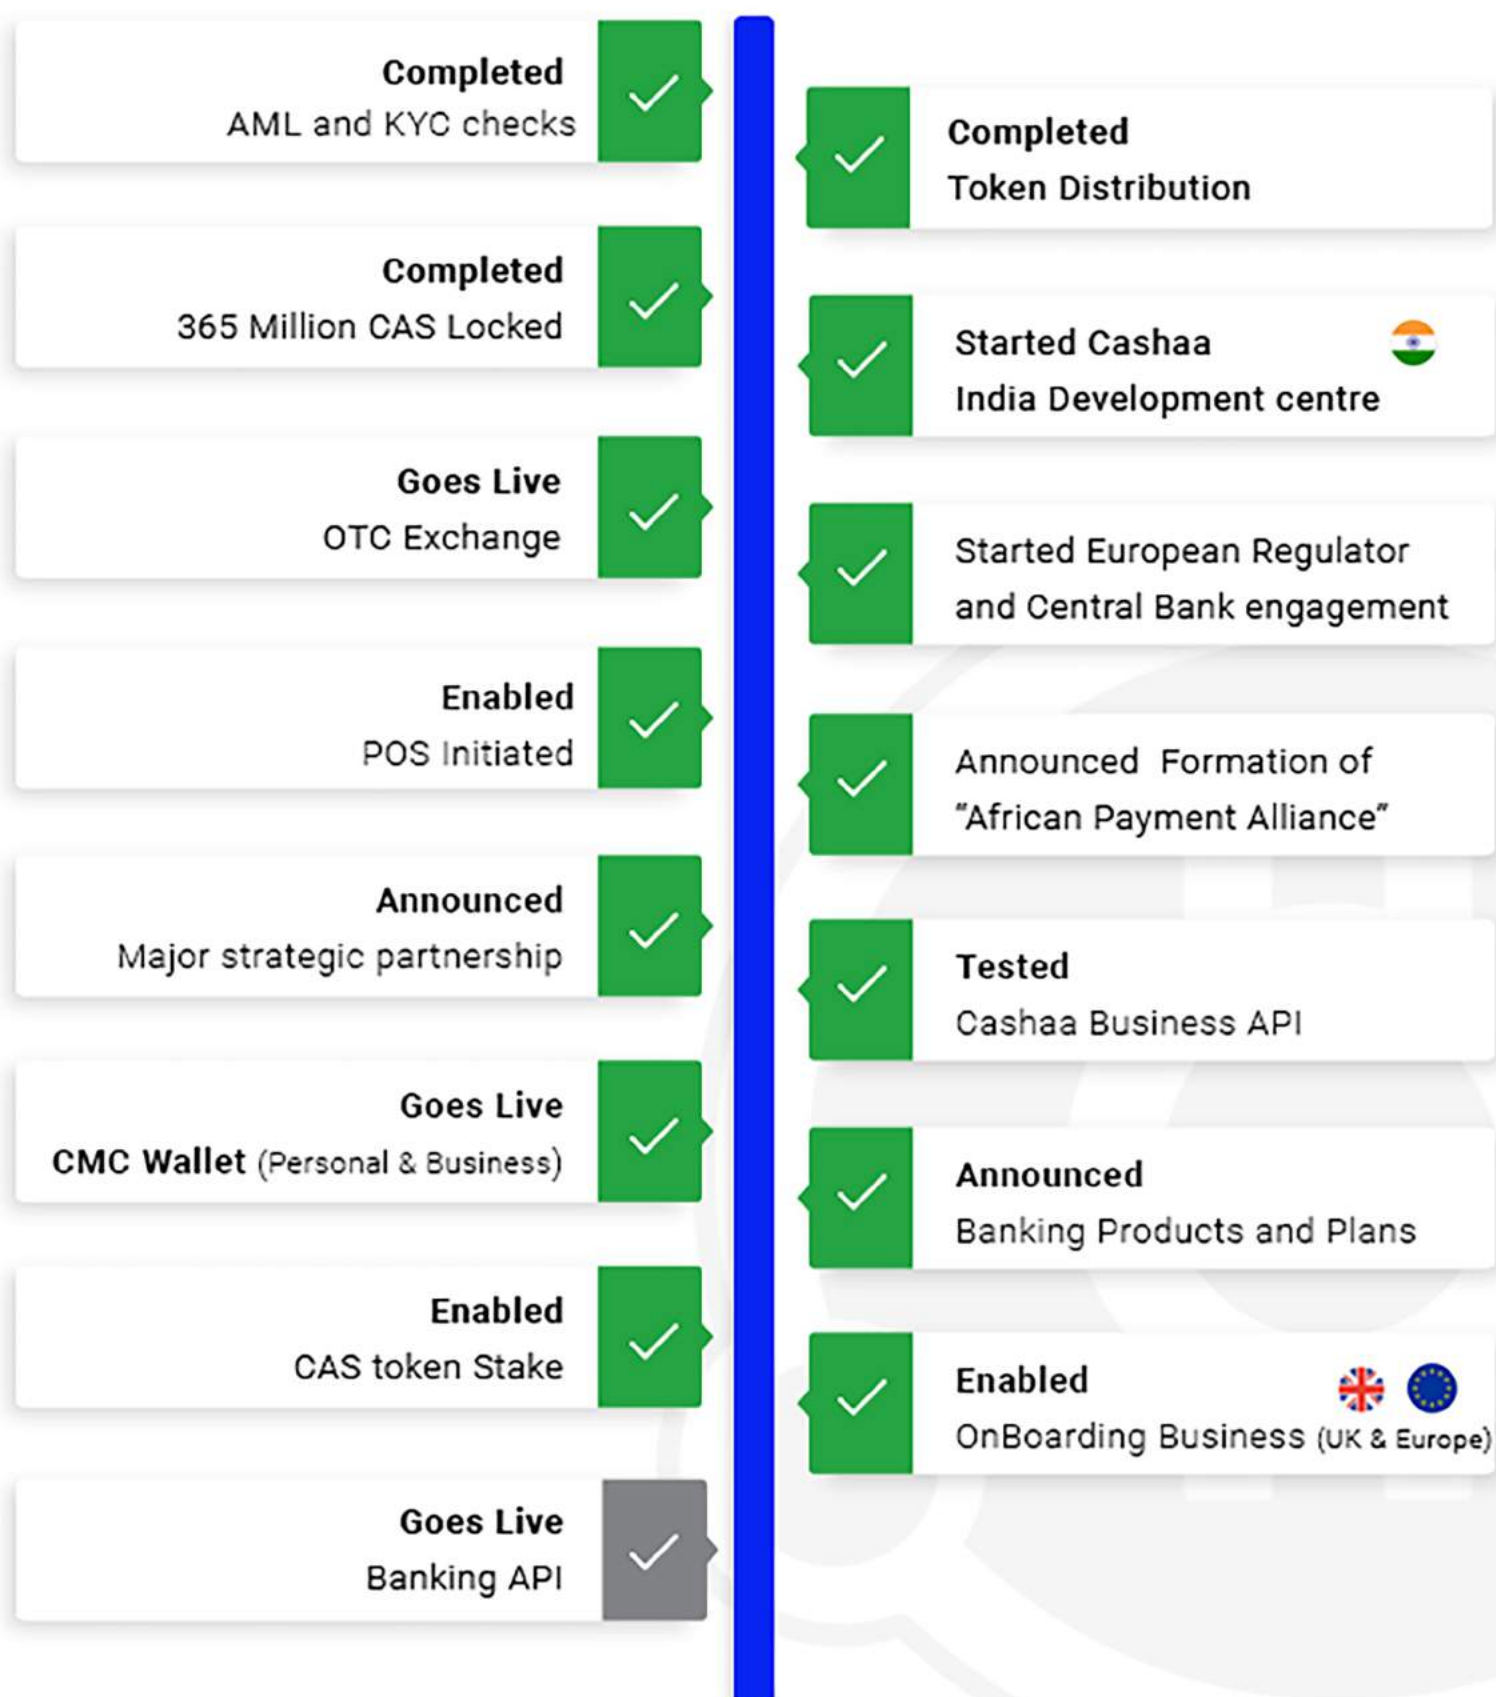 Completed
AML and KYC checks
Completed
Token Distribution
Completed
365 Million CAS Locked
Started Cashaa
India Development centre
Goes Live
OTC Exchange
Started European Regulator
and Central Bank engagement
Enabled
POS Initiated
Announced  Formation of
"African Payment Alliance"
Announced
Major strategic partnership
Tested
Cashaa Business API
Goes Live
CMC Wallet (Personal & Business)
Announced
Banking Products and Plans
Enabled
CAS token Stake
Enabled
OnBoarding Business (UK & Europe)
Goes Live
Banking API